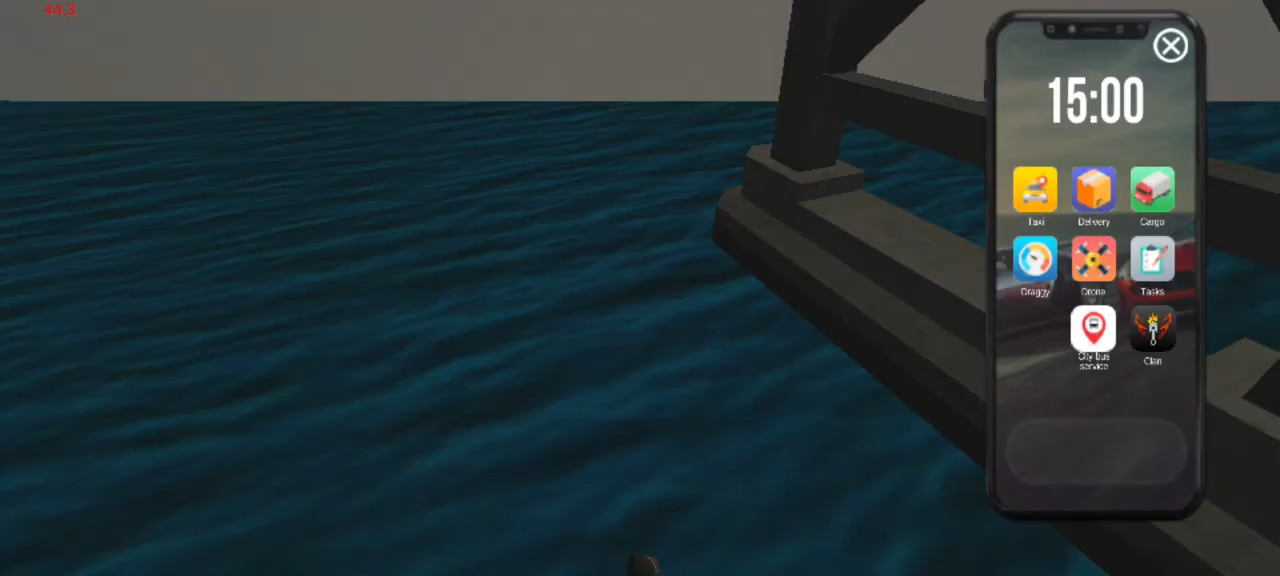 44.3
15:00
Taxi Delivery Cargo
Draggy Drone Tasks
City bus service Clan